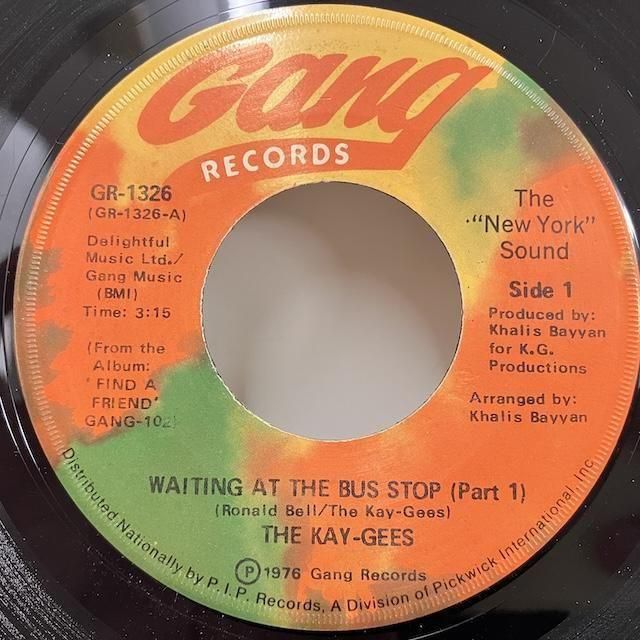 Gang
RECORDS
GR-1326
(GR-1326-A)
Delightful
Music Ltd./
Gang Music
(BMI)
Time: 3:15
(From the
Album:
'FIND A
FRIEND'
GANG-102)
The
"New York"
Sound
Side 1
Produced by:
Khalis Bayyan
for K.G.
Productions
Arranged by:
Khalis Bayyan
WAITING AT THE BUS STOP (Part 1)
(Ronald Bell/The Kay-Gees)
THE KAY-GEES
Ⓟ 1976 Gang Records
Distributed Nationally by P.I.P. Records, A Division of Pickwick International, Inc